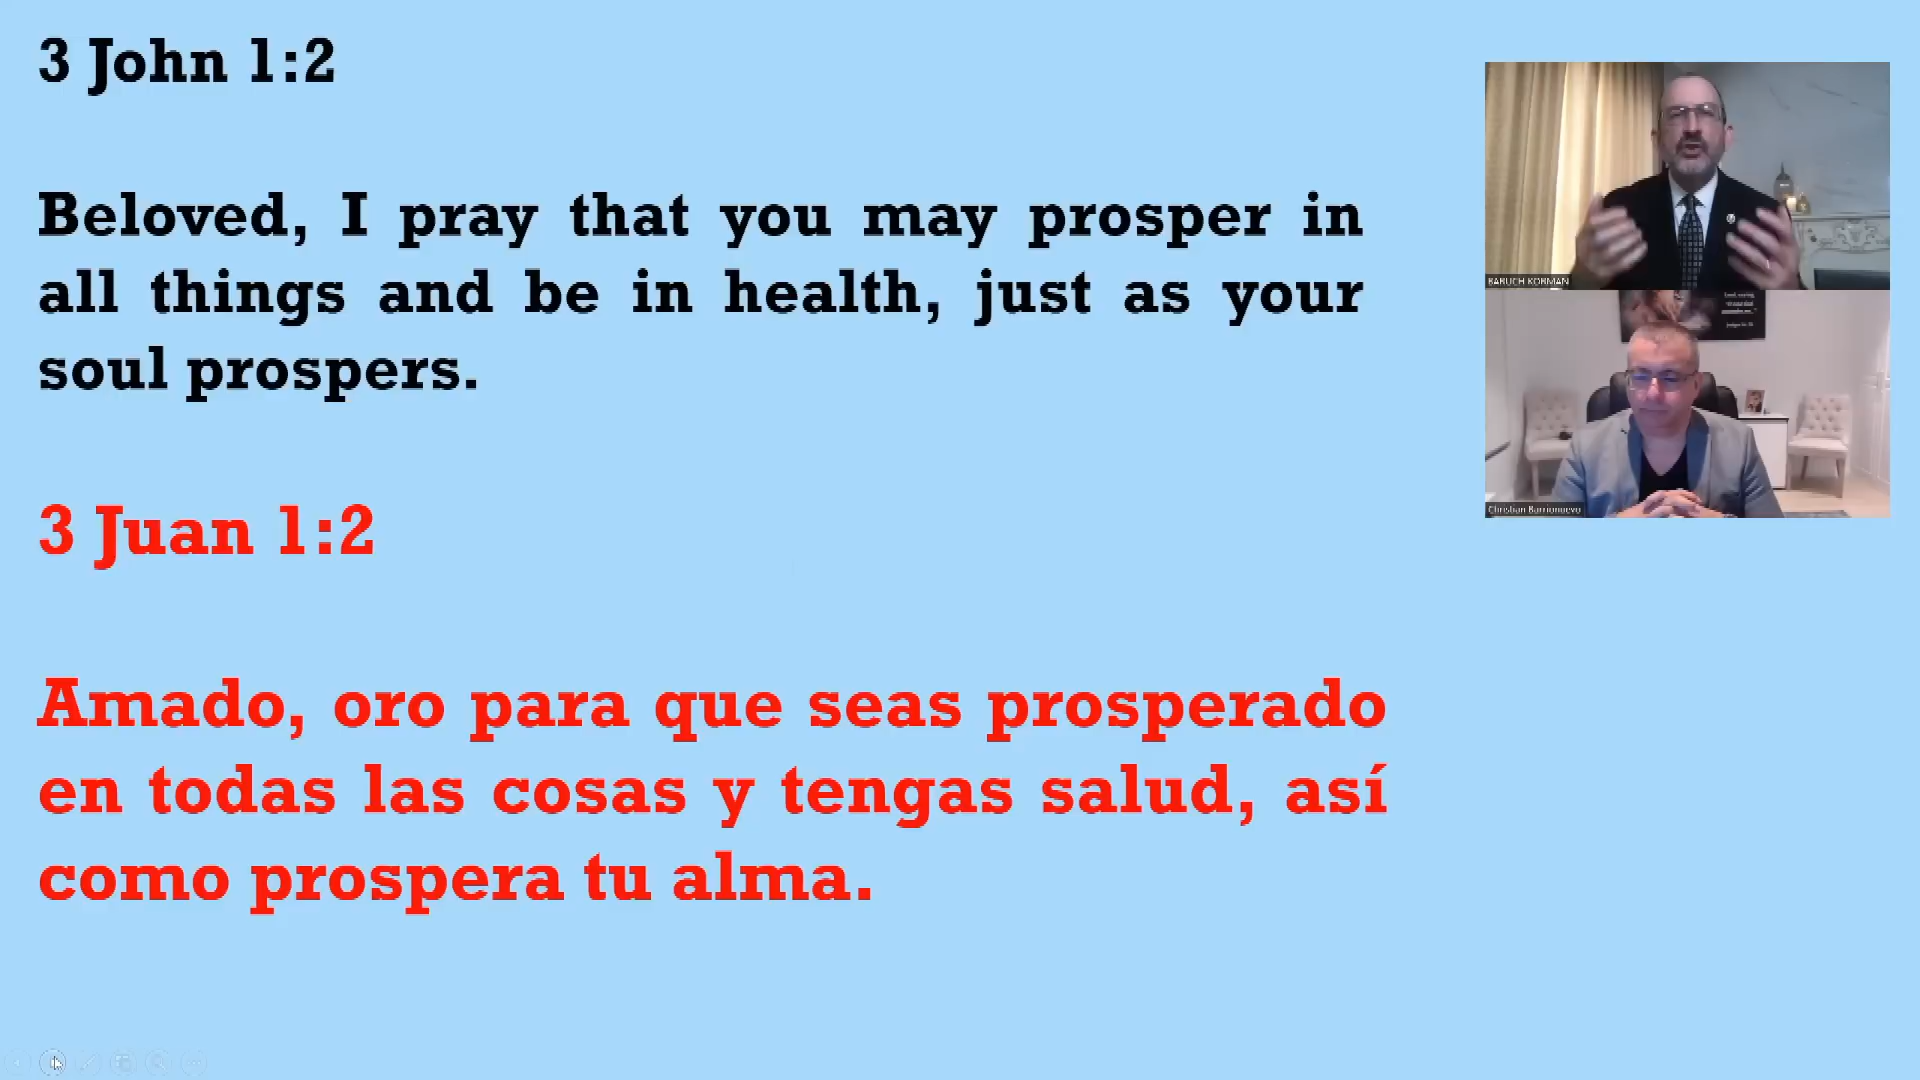 3 John 1:2
Beloved, I pray that you may prosper in
all things and be in health, just as your
soul prospers.
3 Juan 1:2
Amado, oro para que seas prosperado
en todas las cosas y tengas salud, así
como prospera tu alma.
BARUCH KORMAN
Christian Barrionuevo